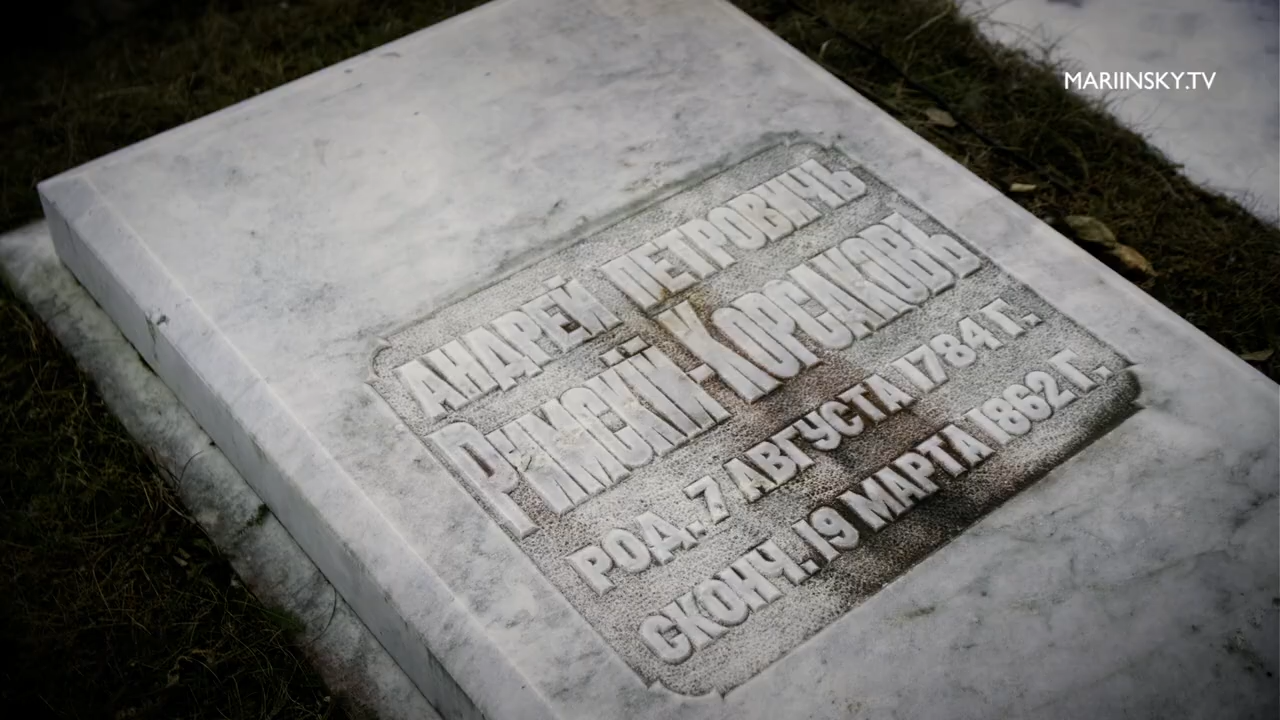 MARIINSKY.TV
АНДРЕЙ ПЕТРОВИЧЪ
РИМСКІЙ-КОРСАКОВЪ
РОД. 7 АВГУСТА 1784 Г.
СКОНЧ. 19 МАРТА 1862 Г.